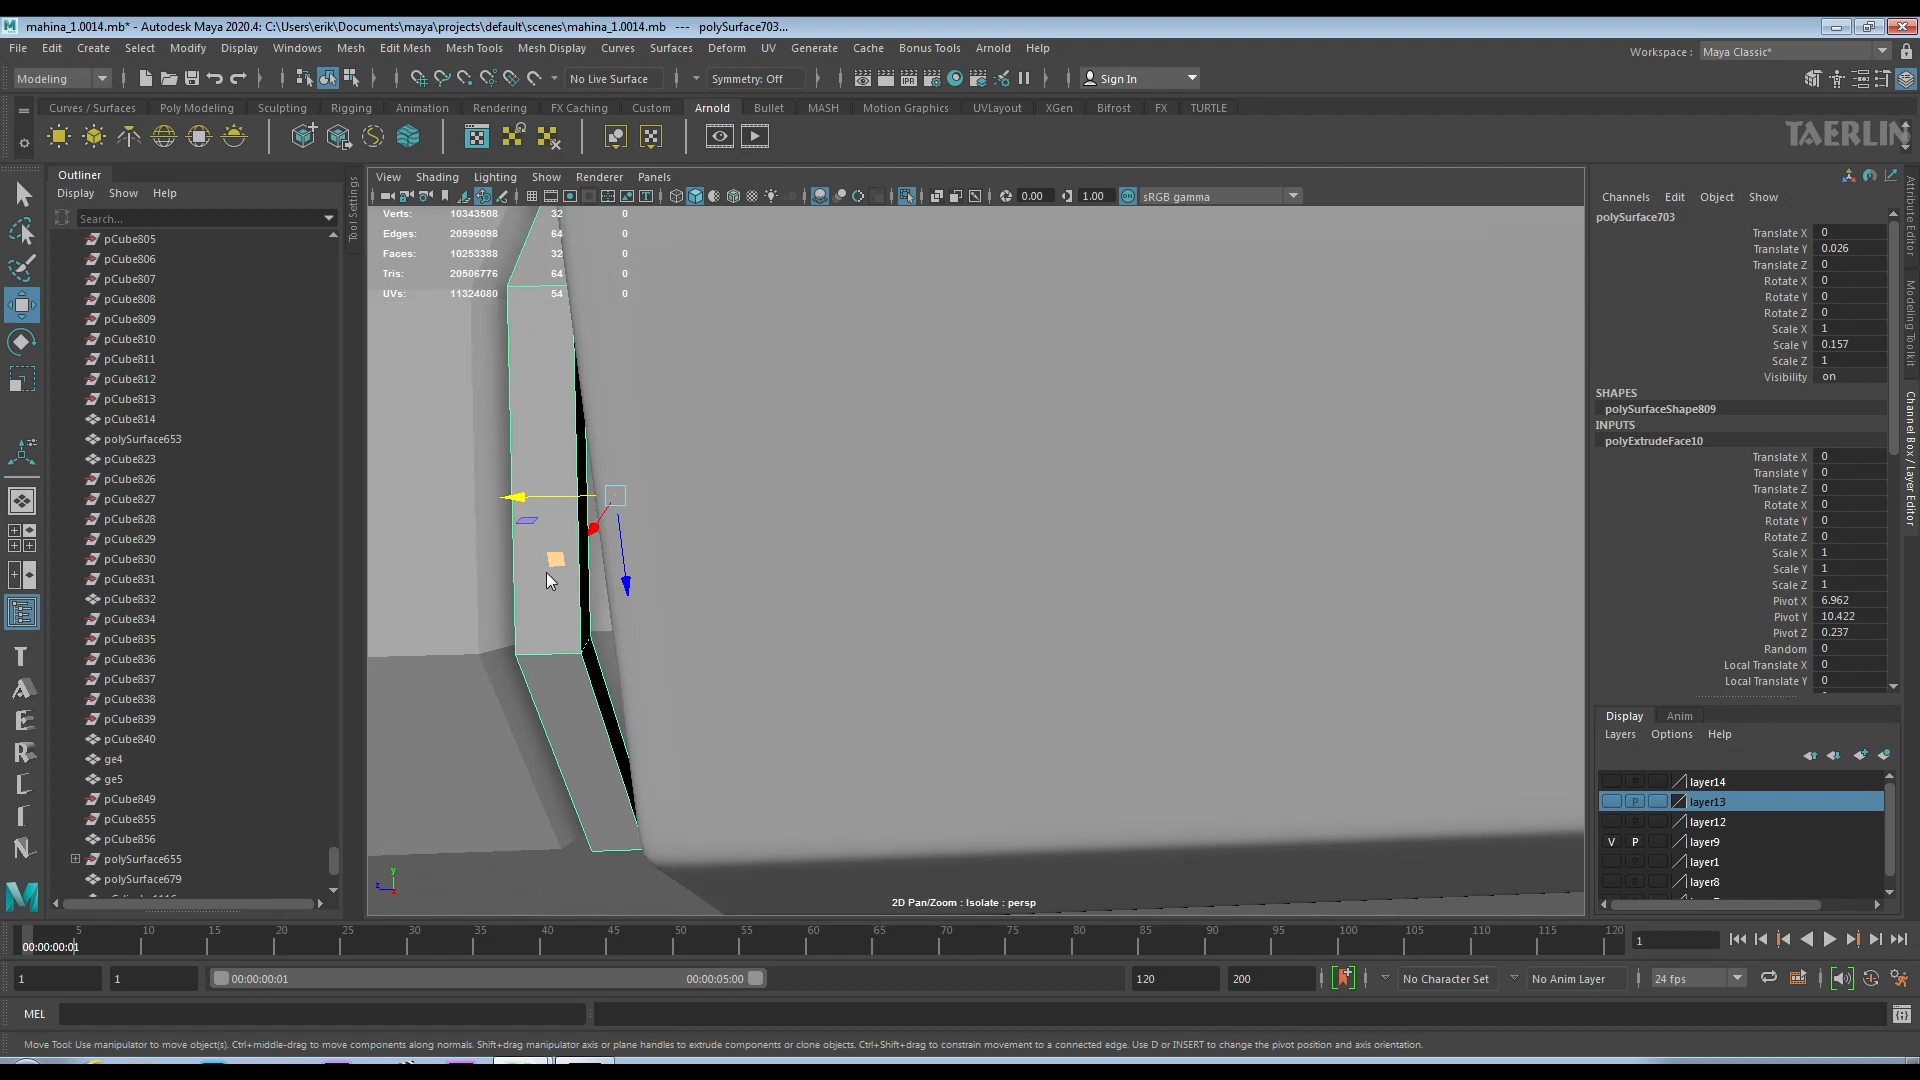 mahina_1.0014.mb* - Autodesk Maya 2020.4: C:\Users\erik\Documents\maya\projects\default\scenes\mahina_1.0014.mb   ---   polySurface703...
File Edit Create Select Modify Display Windows Mesh Edit Mesh Mesh Tools Mesh Display Curves Surfaces Deform UV Generate Cache Bonus Tools Arnold Help
Workspace : Maya Classic*
Modeling No Live Surface Symmetry: Off Sign In
Curves / Surfaces Poly Modeling Sculpting Rigging Animation Rendering FX Caching Custom Arnold Bullet MASH Motion Graphics UVLayout XGen Bifrost FX TURTLE
IPR
TAERLIN
Outliner
Display Show Help
Search...
pCube805
pCube806
pCube807
pCube808
pCube809
pCube810
pCube811
pCube812
pCube813
pCube814
polySurface653
pCube823
pCube826
pCube827
pCube828
pCube829
pCube830
pCube831
pCube832
pCube834
pCube835
pCube836
pCube837
pCube838
pCube839
pCube840
ge4
ge5
pCube849
pCube855
pCube856
polySurface655
polySurface679
Tool Settings
View Shading Lighting Show Renderer Panels
0.00 1.00 sRGB gamma
Verts: 10343508 32 0
Edges: 20596098 64 0
Faces: 10253388 32 0
Tris: 20506776 64 0
UVs: 11324080 54 0
y
z
x
2D Pan/Zoom : Isolate : persp
Channels Edit Object Show
polySurface703
Translate X 0
Translate Y 0.026
Translate Z 0
Rotate X 0
Rotate Y 0
Rotate Z 0
Scale X 1
Scale Y 0.157
Scale Z 1
Visibility on
SHAPES
polySurfaceShape809
INPUTS
polyExtrudeFace10
Translate X 0
Translate Y 0
Translate Z 0
Rotate X 0
Rotate Y 0
Rotate Z 0
Scale X 1
Scale Y 1
Scale Z 1
Pivot X 6.962
Pivot Y 10.422
Pivot Z 0.237
Random 0
Local Translate X 0
Local Translate Y 0
Attribute Editor
Modeling Toolkit
Channel Box / Layer Editor
Display Anim
Layers Options Help
P layer14
P layer13
P layer12
V P layer9
P layer1
P layer8
5 10 15 20 25 30 35 40 45 50 55 60 65 70 75 80 85 90 95 100 105 110 115 120
00:00:00:01
1
1 1 00:00:00:01 00:00:05:00 120 200 No Character Set No Anim Layer 24 fps
MEL
Move Tool: Use manipulator to move object(s). Ctrl+middle-drag to move components along normals. Shift+drag manipulator axis or plane handles to extrude components or clone objects. Ctrl+Shift+drag to constrain movement to a connected edge. Use D or INSERT to change the pivot position and axis orientation.